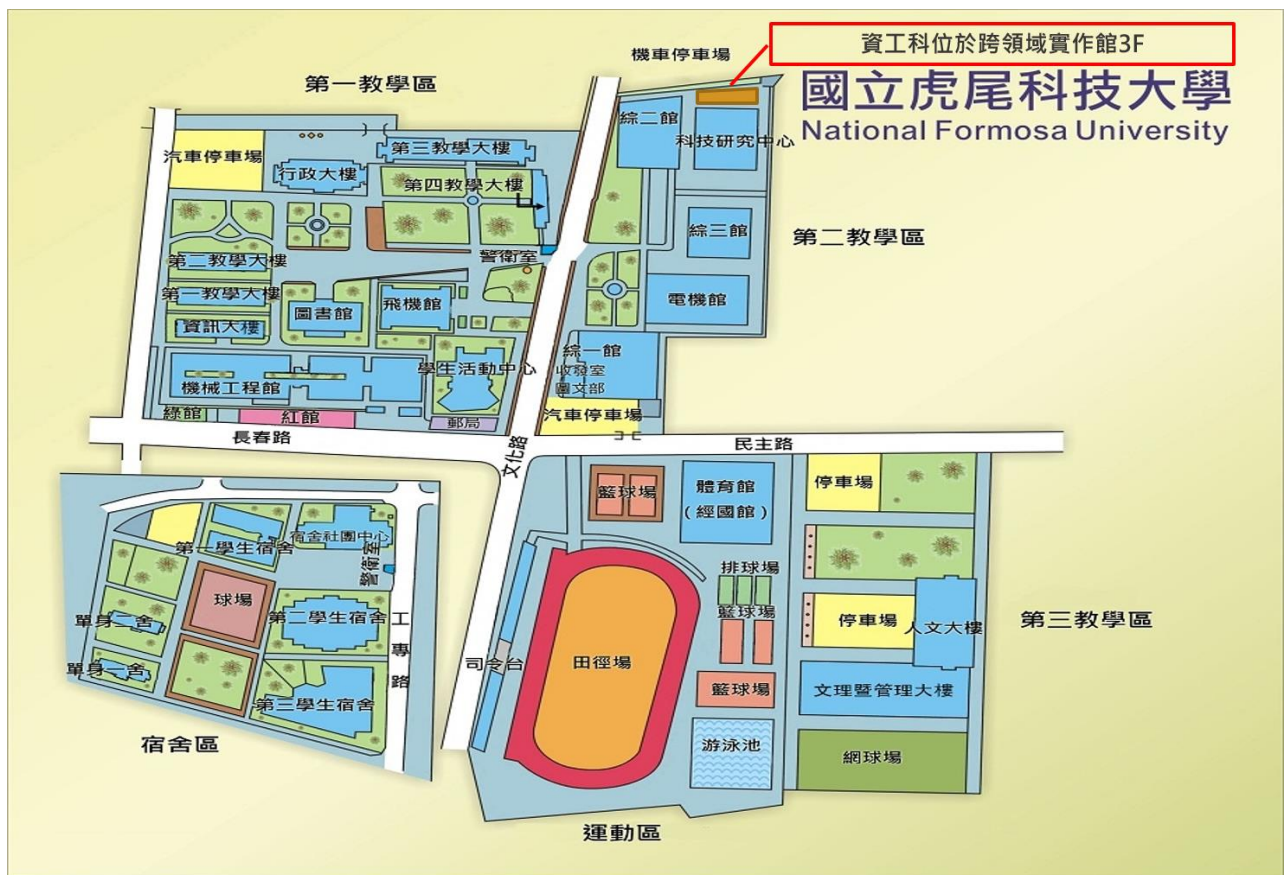 資工科位於跨領域實作館3F
機車停車場
國立虎尾科技大學
National Formosa University
第一教學區
汽車停車場
行政大樓
第三教學大樓
第四教學大樓
綜二館
科技研究中心
綜三館
第二教學區
警衛室
第二教學大樓
第一教學大樓
資訊大樓
圖書館
飛機館
電機館
機械工程館
學生活動中心
綜一館
收發室
圖文部
綠館
紅館
郵局
汽車停車場
長春路
文化路
民主路
籃球場
體育館
(經國館)
停車場
第一學生宿舍
宿舍社團中心
警衛室
球場
單身二舍
第二學生宿舍
工專路
單身一舍
第三學生宿舍
宿舍區
司令台
田徑場
排球場
籃球場
籃球場
游泳池
停車場
人文大樓
第三教學區
文理暨管理大樓
網球場
運動區